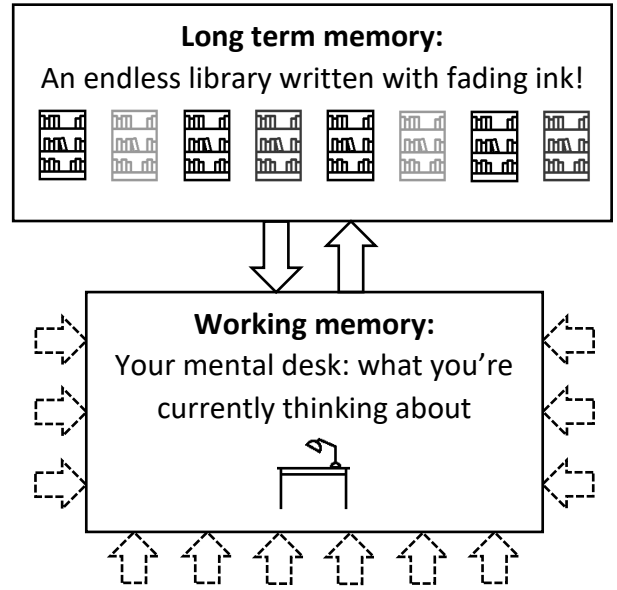 Long term memory:
An endless library written with fading ink!
Working memory:
Your mental desk: what you’re
currently thinking about